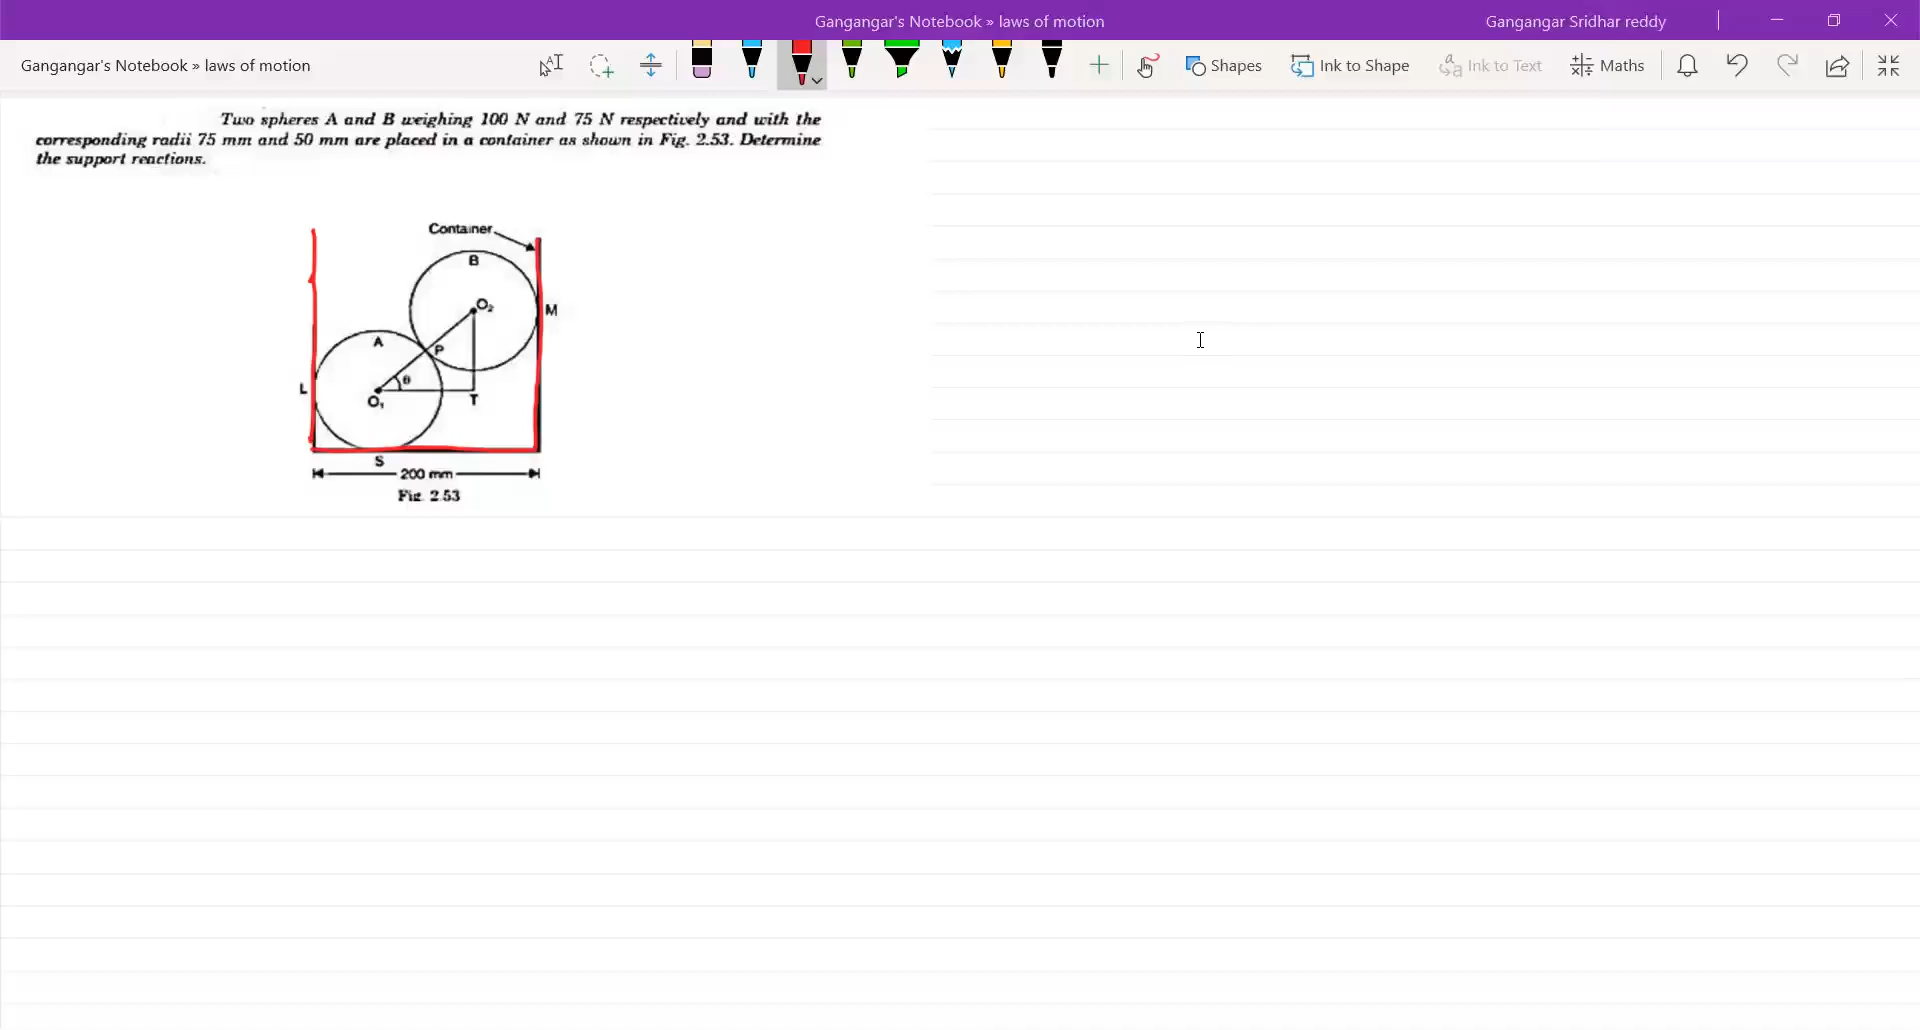 Gangangar's Notebook » laws of motion
Gangangar Sridhar reddy
Gangangar's Notebook » laws of motion
Shapes
Ink to Shape
Ink to Text
Maths
Two spheres A and B weighing 100 N and 75 N respectively and with the
corresponding radii 75 mm and 50 mm are placed in a container as shown in Fig. 2.53. Determine
the support reactions.
Container
B
O₂
M
A
P
L
θ
O₁
T
S
200 mm
Fig. 2.53